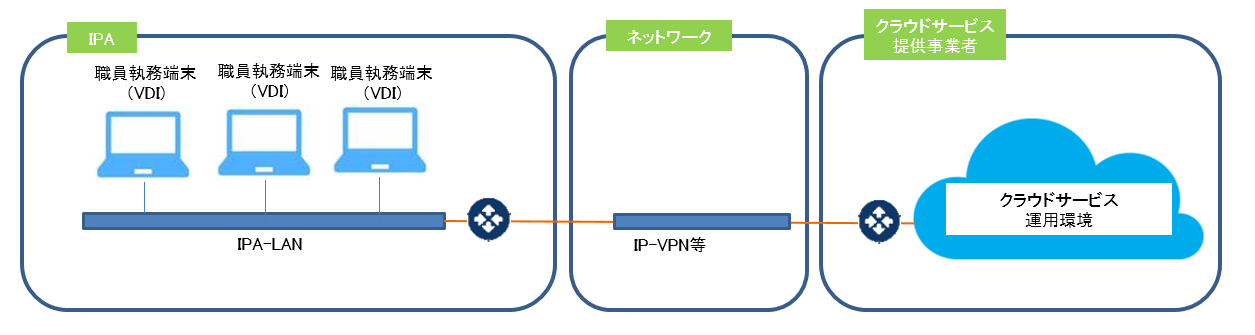 IPA
職員執務端末
(VDI)
職員執務端末
(VDI)
職員執務端末
(VDI)
IPA-LAN
ネットワーク
IP-VPN等
クラウドサービス
提供事業者
クラウドサービス
運用環境